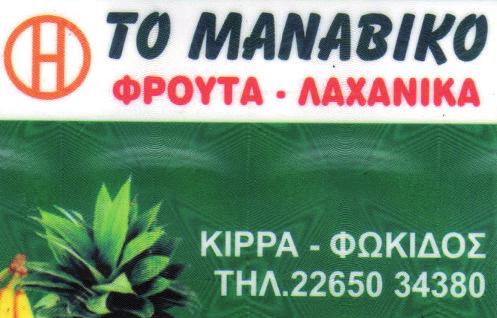 Η
ΤΟ ΜΑΝΑΒΙΚΟ
ΦΡΟΥΤΑ - ΛΑΧΑΝΙΚΑ
ΚΙΡΡΑ - ΦΩΚΙΔΟΣ
ΤΗΛ.22650 34380